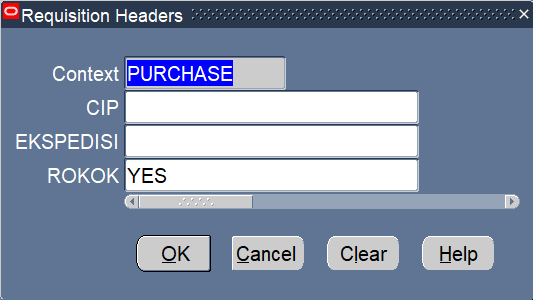 Requisition Headers
Context PURCHASE
CIP
EKSPEDISI
ROKOK YES
OK Cancel Clear Help